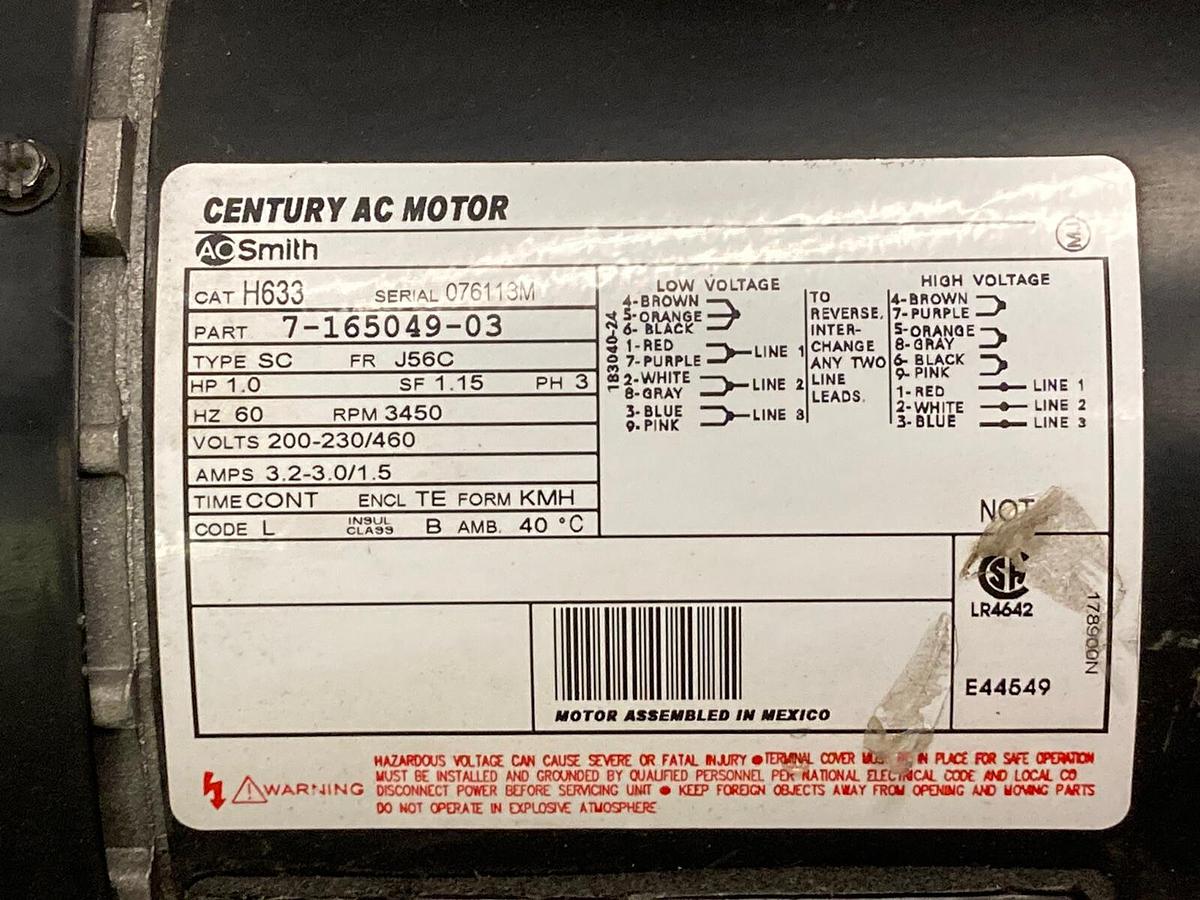 CENTURY AC MOTOR
AO Smith
MJ
CAT H633 SERIAL 076113M
PART 7-165049-03
TYPE SC FR J56C
HP 1.0 SF 1.15 PH 3
HZ 60 RPM 3450
VOLTS 200-230/460
AMPS 3.2-3.0/1.5
TIME CONT ENCL TE FORM KMH
CODE L INSUL CLASS B AMB. 40 °C
183040-24
LOW VOLTAGE
4-BROWN
5-ORANGE
6-BLACK
1-RED
7-PURPLE
LINE 1
2-WHITE
8-GRAY
LINE 2
3-BLUE
9-PINK
LINE 3
TO
REVERSE,
INTER-
CHANGE
ANY TWO
LINE
LEADS.
HIGH VOLTAGE
4-BROWN
7-PURPLE
5-ORANGE
8-GRAY
6-BLACK
9-PINK
1-RED LINE 1
2-WHITE LINE 2
3-BLUE LINE 3
NOT
SA
LR4642
178900N
E44549
MOTOR ASSEMBLED IN MEXICO
WARNING
HAZARDOUS VOLTAGE CAN CAUSE SEVERE OR FATAL INJURY ● TERMINAL COVER IN PLACE FOR SAFE OPERATION
MUST BE INSTALLED AND GROUNDED BY QUALIFIED PERSONNEL PER NATIONAL ELECTRICAL CODE AND LOCAL CO
DISCONNECT POWER BEFORE SERVICING UNIT ● KEEP FOREIGN OBJECTS AWAY FROM OPENING AND MOVING PARTS
DO NOT OPERATE IN EXPLOSIVE ATMOSPHERE